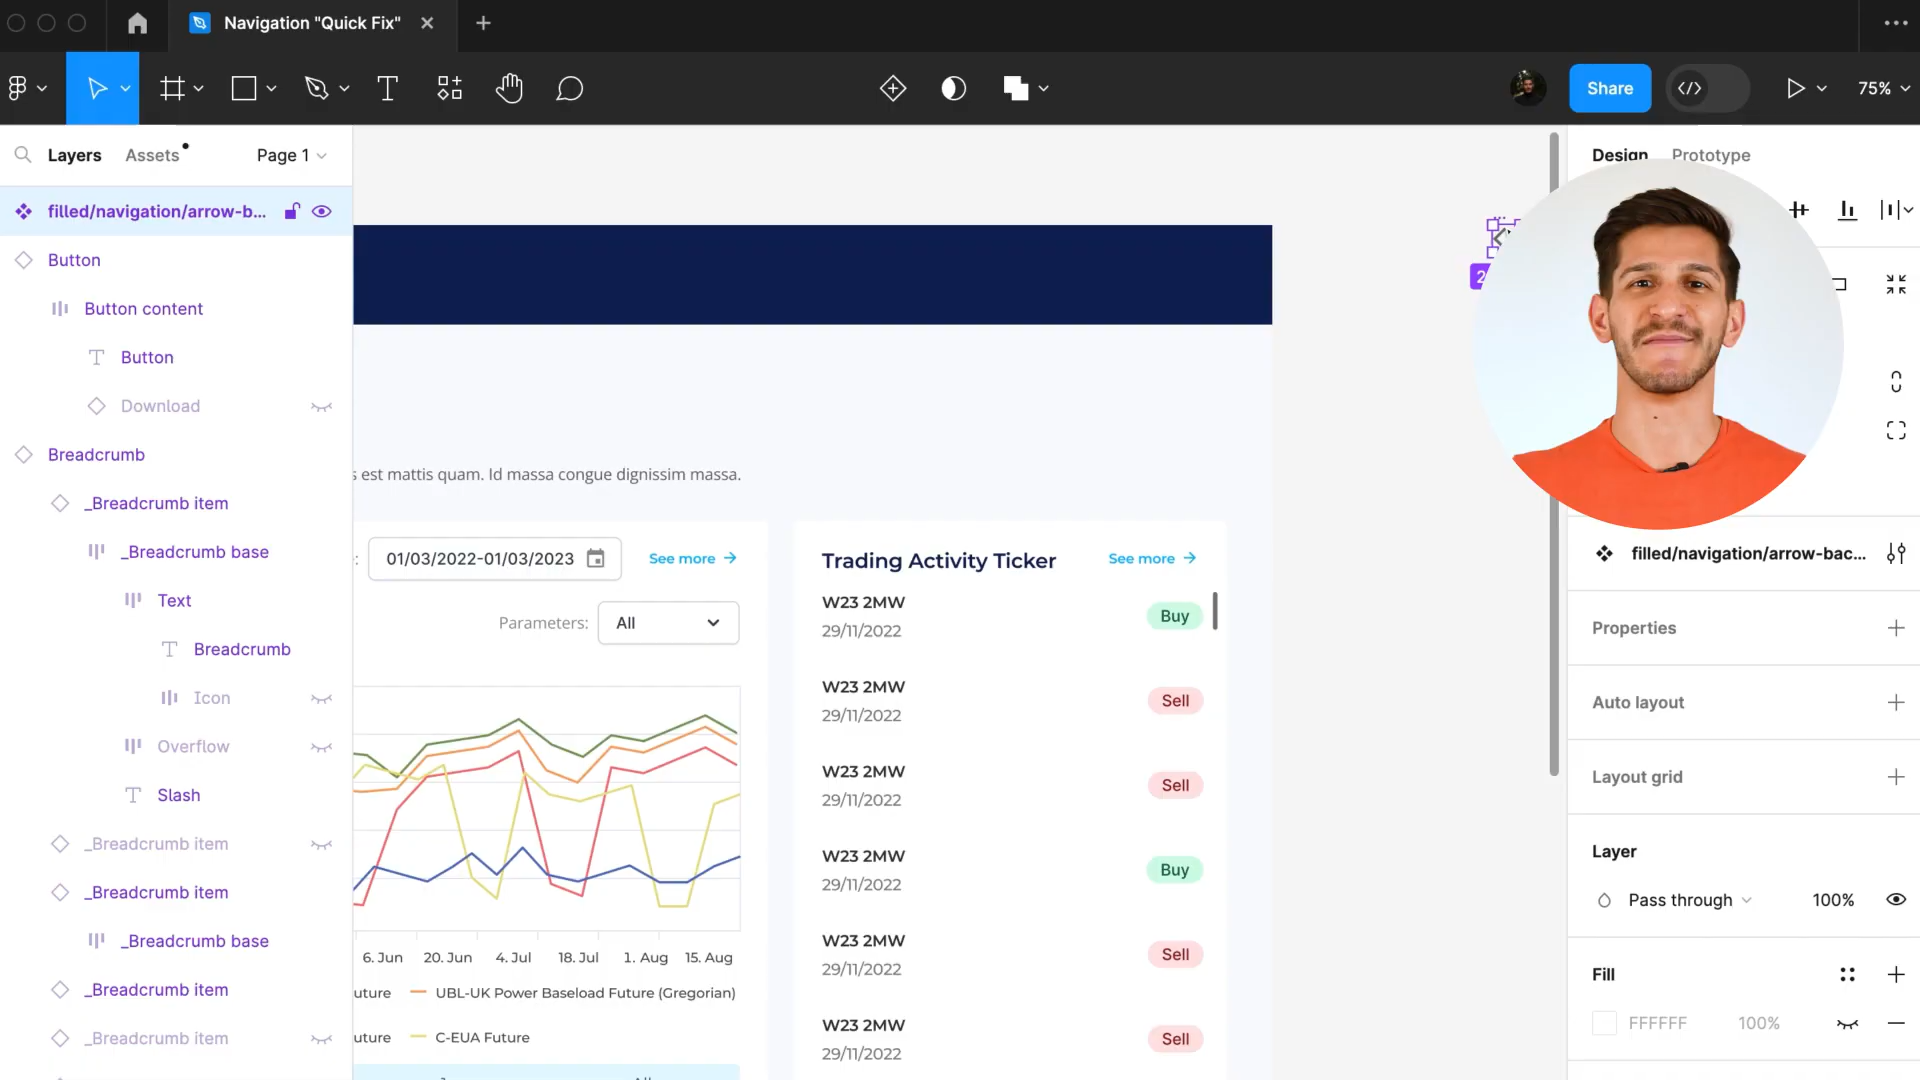 Navigation "Quick Fix"
Share
75%
Layers
Assets
Page 1
filled/navigation/arrow-b...
Button
Button content
Button
Download
Breadcrumb
_Breadcrumb item
_Breadcrumb base
Text
Breadcrumb
Icon
Overflow
Slash
_Breadcrumb item
_Breadcrumb item
_Breadcrumb base
_Breadcrumb item
_Breadcrumb item
s est mattis quam. Id massa congue dignissim massa.
01/03/2022-01/03/2023
See more
Parameters:
All
6. Jun 20. Jun 4. Jul 18. Jul 1. Aug 15. Aug
uture
UBL-UK Power Baseload Future (Gregorian)
uture
C-EUA Future
Trading Activity Ticker
See more
W23 2MW
29/11/2022
Buy
W23 2MW
29/11/2022
Sell
W23 2MW
29/11/2022
Sell
W23 2MW
29/11/2022
Buy
W23 2MW
29/11/2022
Sell
W23 2MW
29/11/2022
Sell
2
Design
Prototype
filled/navigation/arrow-bac...
Properties
Auto layout
Layout grid
Layer
Pass through
100%
Fill
FFFFFF
100%